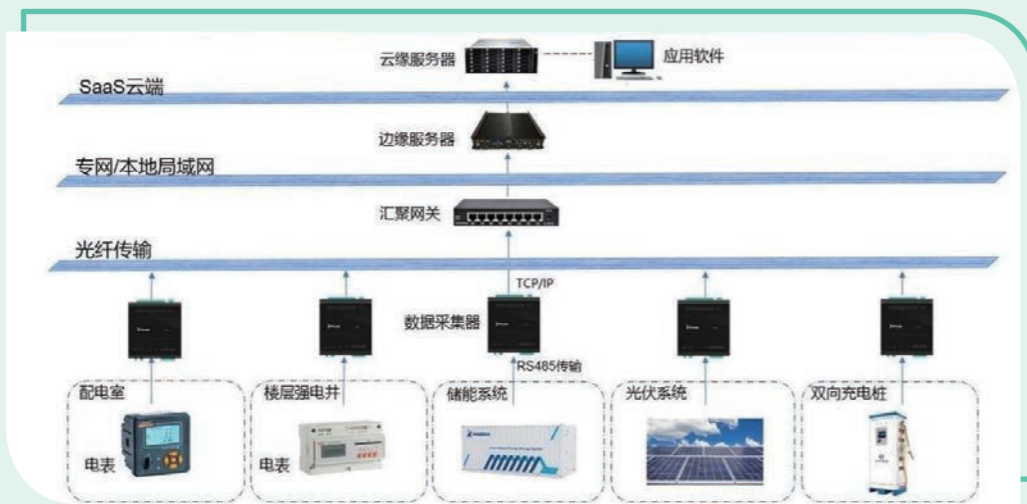 云缘服务器
应用软件
SaaS云端
边缘服务器
专网/本地局域网
汇聚网关
光纤传输
TCP/IP
数据采集器
RS485传输
配电室
楼层强电井
储能系统
光伏系统
双向充电桩
电表
电表